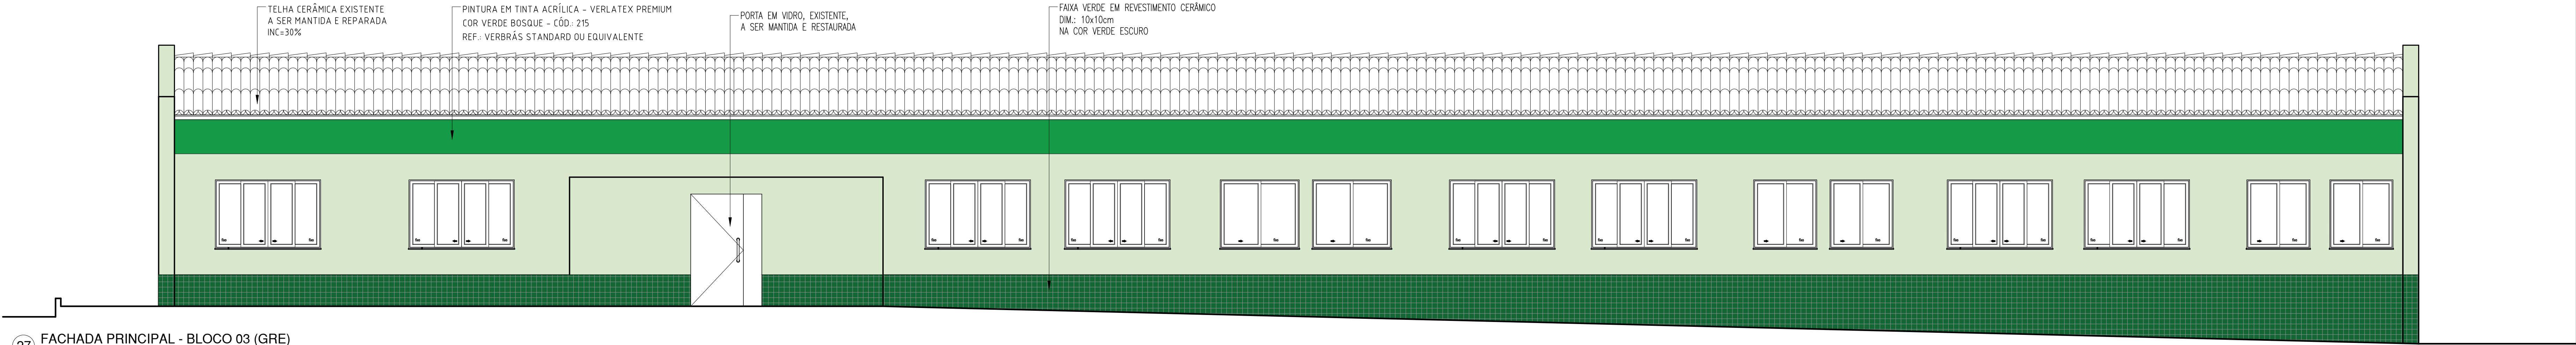 TELHA CERÂMICA EXISTENTE
A SER MANTIDA E REPARADA
INC=30%
PINTURA EM TINTA ACRÍLICA - VERLATEX PREMIUM
COR VERDE BOSQUE - CÓD.: 215
REF.: VERBRÁS STANDARD OU EQUIVALENTE
PORTA EM VIDRO, EXISTENTE,
A SER MANTIDA E RESTAURADA
FAIXA VERDE EM REVESTIMENTO CERÂMICO
DIM.: 10x10cm
NA COR VERDE ESCURO
27 FACHADA PRINCIPAL - BLOCO 03 (GRE)